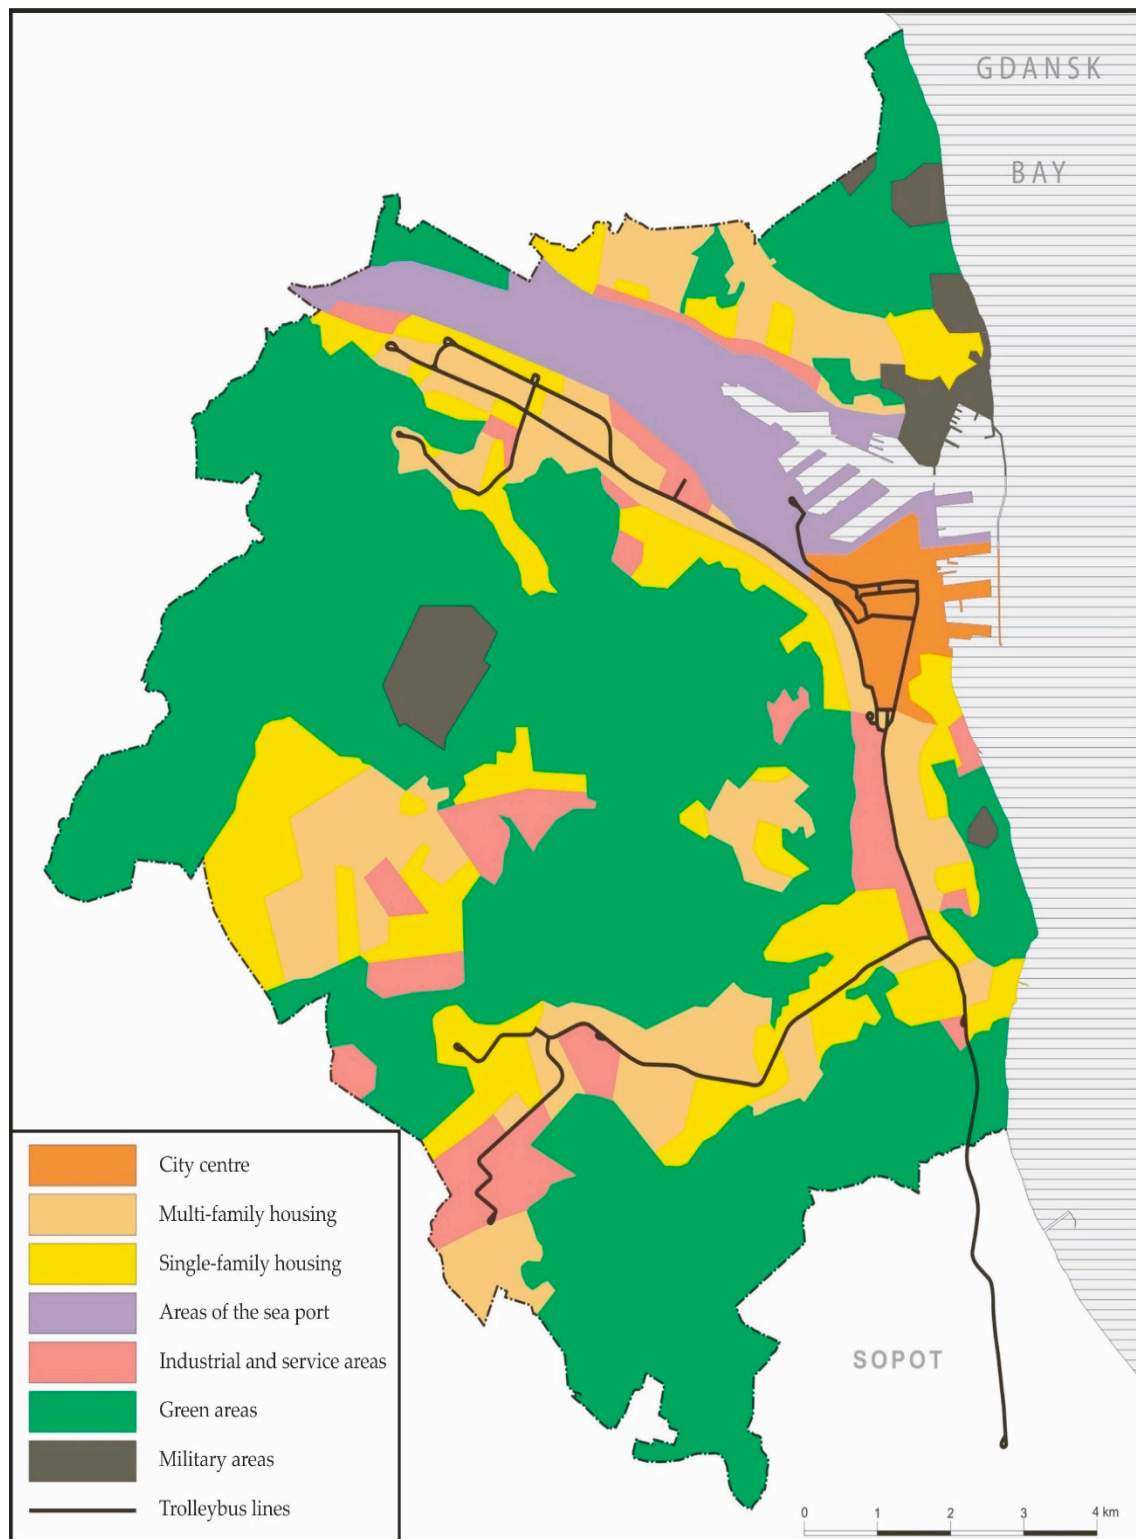 GDANSK
BAY
City centre
Multi-family housing
Single-family housing
Areas of the sea port
Industrial and service areas
Green areas
Military areas
Trolleybus lines
SOPOT
0 1 2 3 4 km